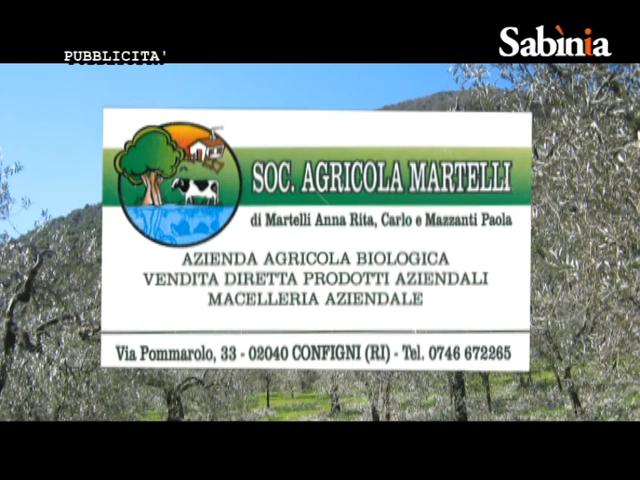 PUBBLICITA'
Sabìnia
SOC. AGRICOLA MARTELLI
di Martelli Anna Rita, Carlo e Mazzanti Paola
AZIENDA AGRICOLA BIOLOGICA
VENDITA DIRETTA PRODOTTI AZIENDALI
MACELLERIA AZIENDALE
Via Pommarolo, 33 - 02040 CONFIGNI (RI) - Tel. 0746 672265